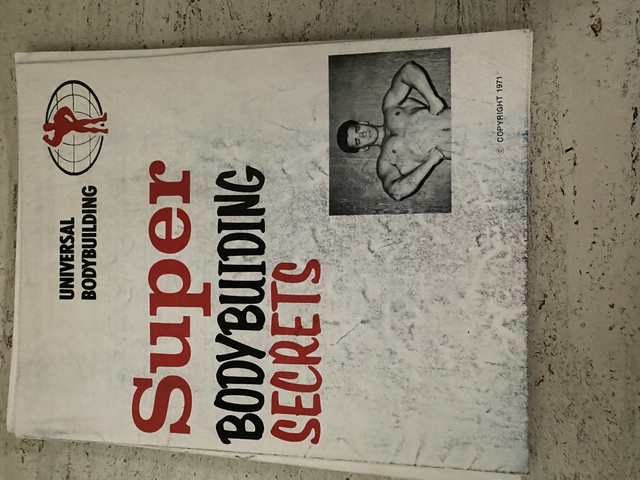 UNIVERSAL
BODYBUILDING
Super
BODYBUILDING
SECRETS
© COPYRIGHT 1971